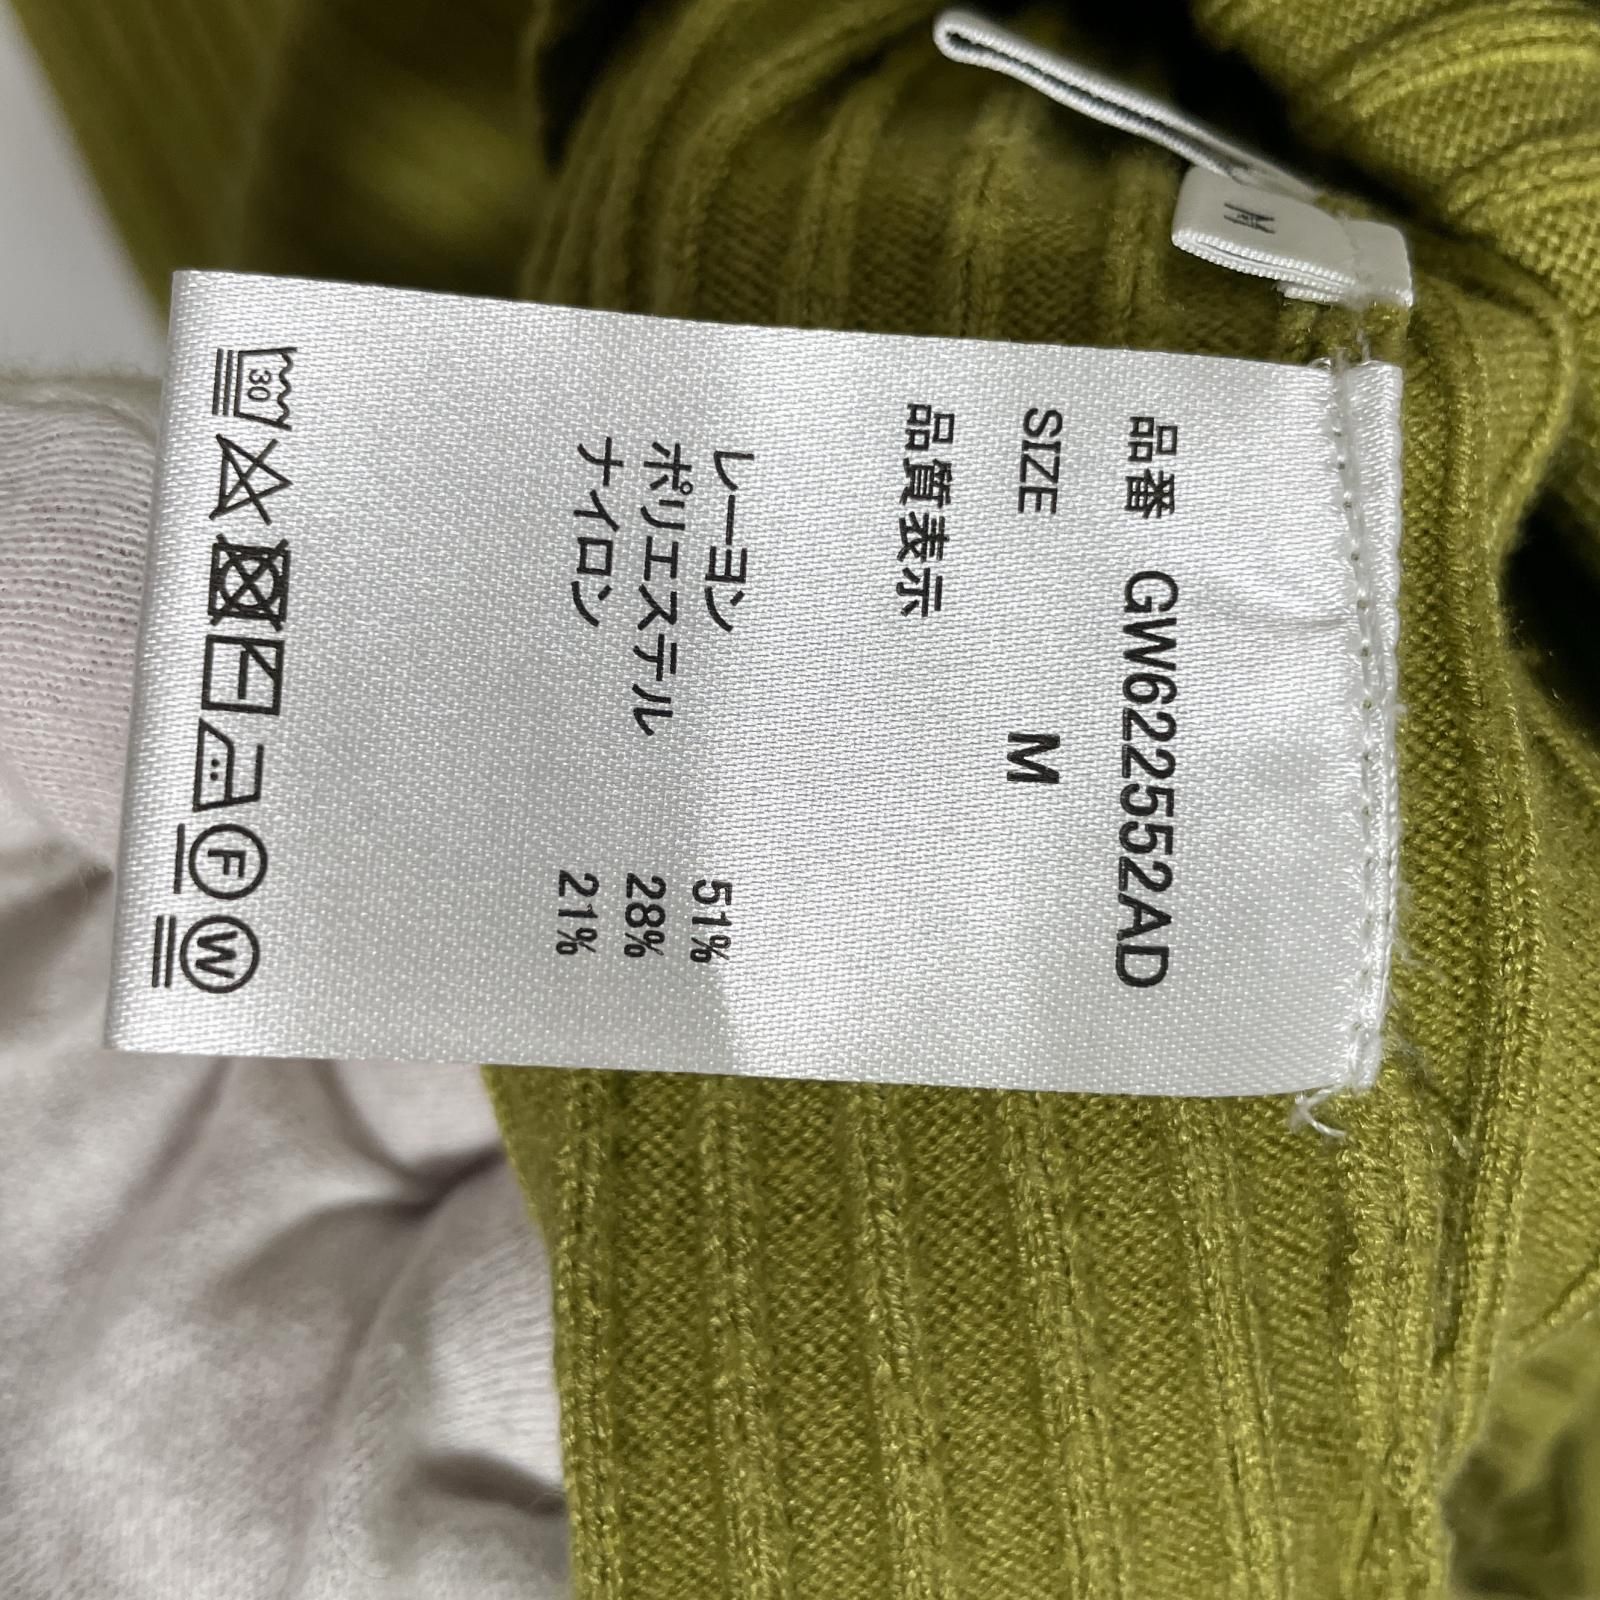 M
品番 GW622552AD
SIZE M
品質表示
レーヨン 51%
ポリエステル 28%
ナイロン 21%
30 F W